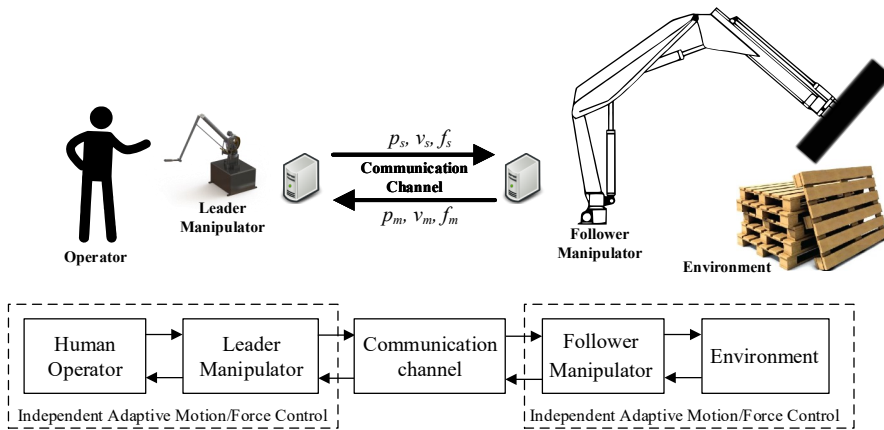 p_s, v_s, f_s
Communication
Channel
p_m, v_m, f_m
Leader
Manipulator
Operator
Follower
Manipulator
Environment
Human
Operator
Leader
Manipulator
Communication
channel
Follower
Manipulator
Environment
Independent Adaptive Motion/Force Control
Independent Adaptive Motion/Force Control